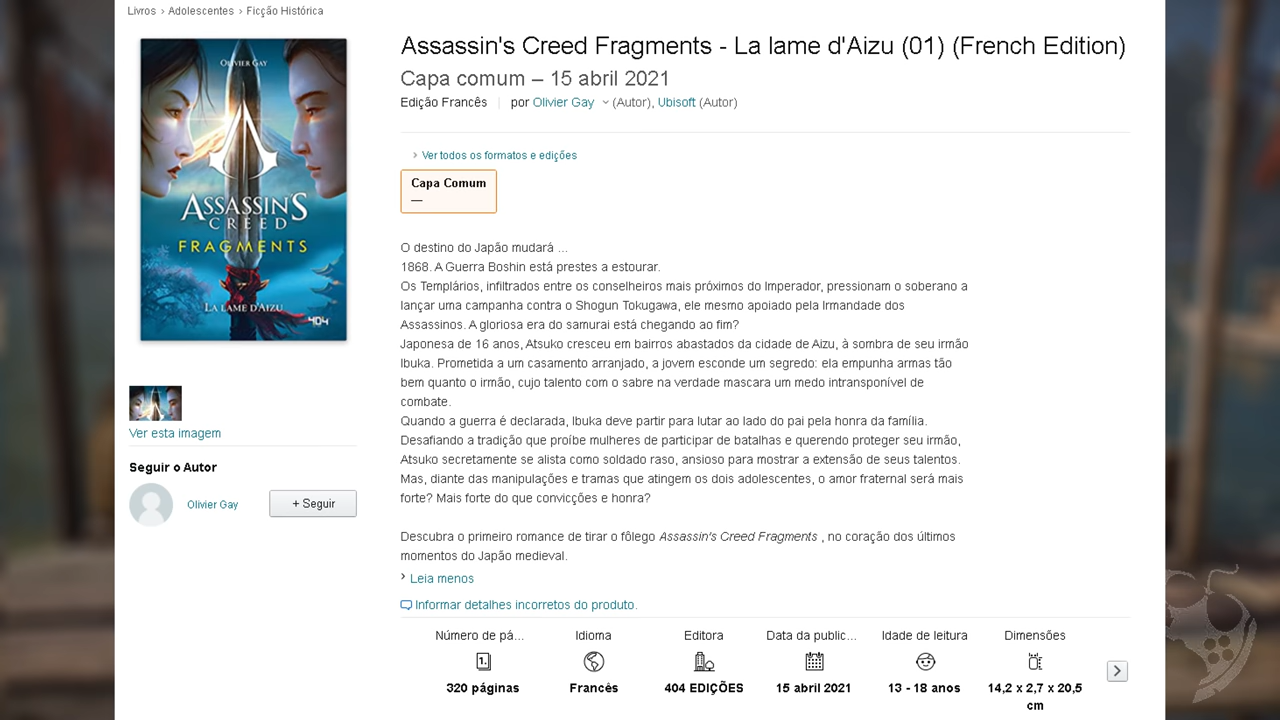 Livros › Adolescentes › Ficção Histórica
OLIVIER GAY
ASSASSIN'S
CREED
FRAGMENTS
LA LAME D'AIZU
404
Ver esta imagem
Seguir o Autor
Olivier Gay
+ Seguir
Assassin's Creed Fragments - La lame d'Aizu (01) (French Edition)
Capa comum – 15 abril 2021
Edição Francês | por Olivier Gay (Autor), Ubisoft (Autor)
› Ver todos os formatos e edições
Capa Comum
—
O destino do Japão mudará ...
1868. A Guerra Boshin está prestes a estourar.
Os Templários, infiltrados entre os conselheiros mais próximos do Imperador, pressionam o soberano a
lançar uma campanha contra o Shogun Tokugawa, ele mesmo apoiado pela Irmandade dos
Assassinos. A gloriosa era do samurai está chegando ao fim?
Japonesa de 16 anos, Atsuko cresceu em bairros abastados da cidade de Aizu, à sombra de seu irmão
Ibuka. Prometida a um casamento arranjado, a jovem esconde um segredo: ela empunha armas tão
bem quanto o irmão, cujo talento com o sabre na verdade mascara um medo intransponível de
combate.
Quando a guerra é declarada, Ibuka deve partir para lutar ao lado do pai pela honra da família.
Desafiando a tradição que proíbe mulheres de participar de batalhas e querendo proteger seu irmão,
Atsuko secretamente se alista como soldado raso, ansioso para mostrar a extensão de seus talentos.
Mas, diante das manipulações e tramas que atingem os dois adolescentes, o amor fraternal será mais
forte? Mais forte do que convicções e honra?
Descubra o primeiro romance de tirar o fôlego Assassin's Creed Fragments , no coração dos últimos
momentos do Japão medieval.
› Leia menos
Informar detalhes incorretos do produto.
Número de pá... Idioma Editora Data da public... Idade de leitura Dimensões
320 páginas Francês 404 EDIÇÕES 15 abril 2021 13 - 18 anos 14,2 x 2,7 x 20,5
cm